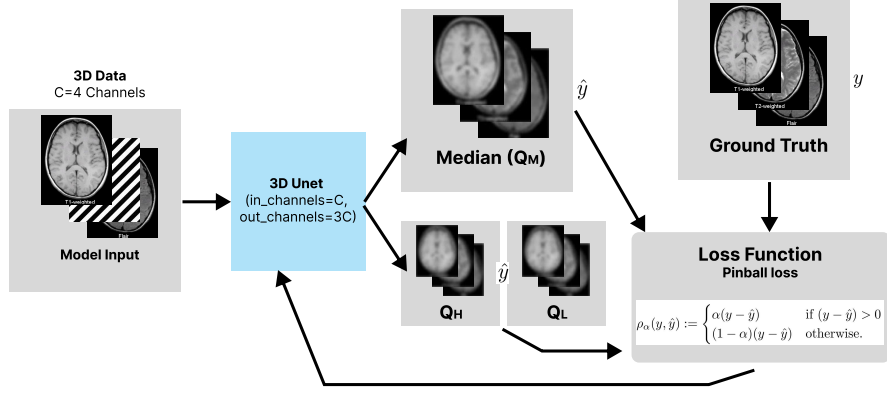 3D Data
C=4 Channels
T1-weighted
Model Input
3D Unet
(in_channels=C,
out_channels=3C)
Median (QM)
ŷ
QH
ŷ
QL
T1-weighted
T2-weighted
Flair
Ground Truth
y
Loss Function
Pinball loss
ρα(y, ŷ) := { α(y − ŷ) if (y − ŷ) > 0
(1 − α)(y − ŷ) otherwise.
Flair